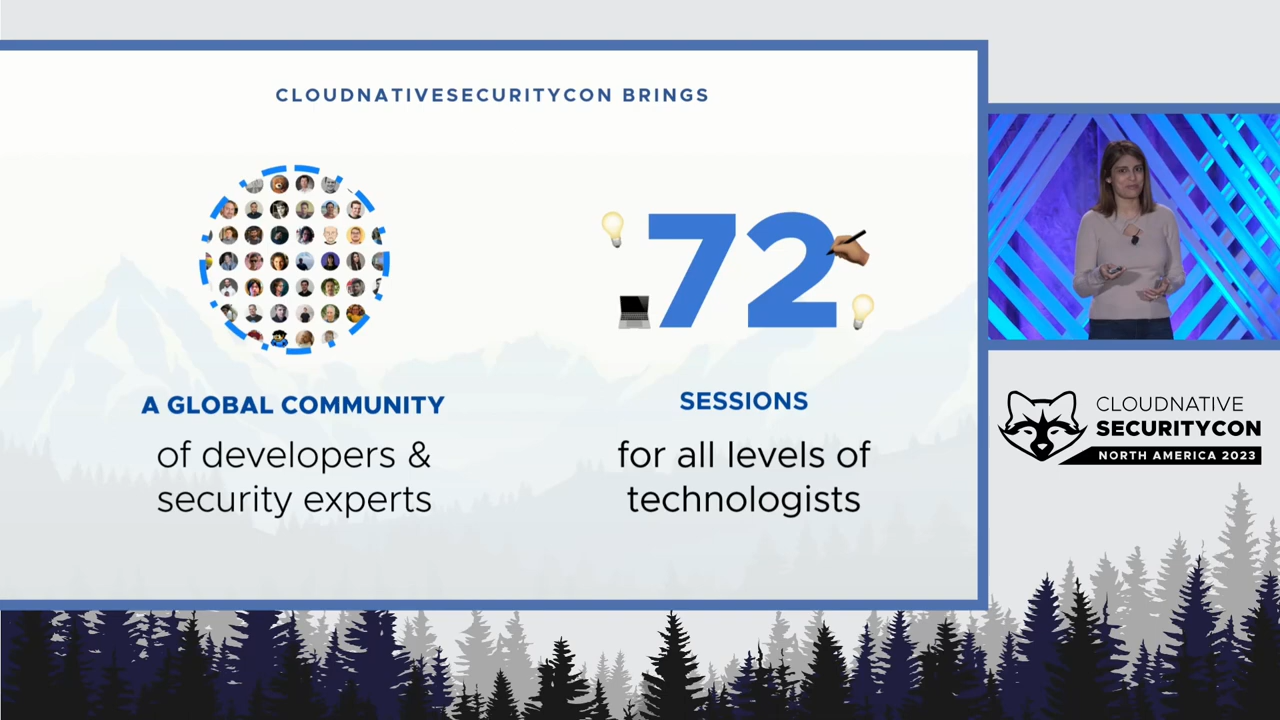 CLOUDNATIVESECURITYCON BRINGS
72
A GLOBAL COMMUNITY
of developers &
security experts
SESSIONS
for all levels of
technologists
CLOUDNATIVE
SECURITYCON
NORTH AMERICA 2023